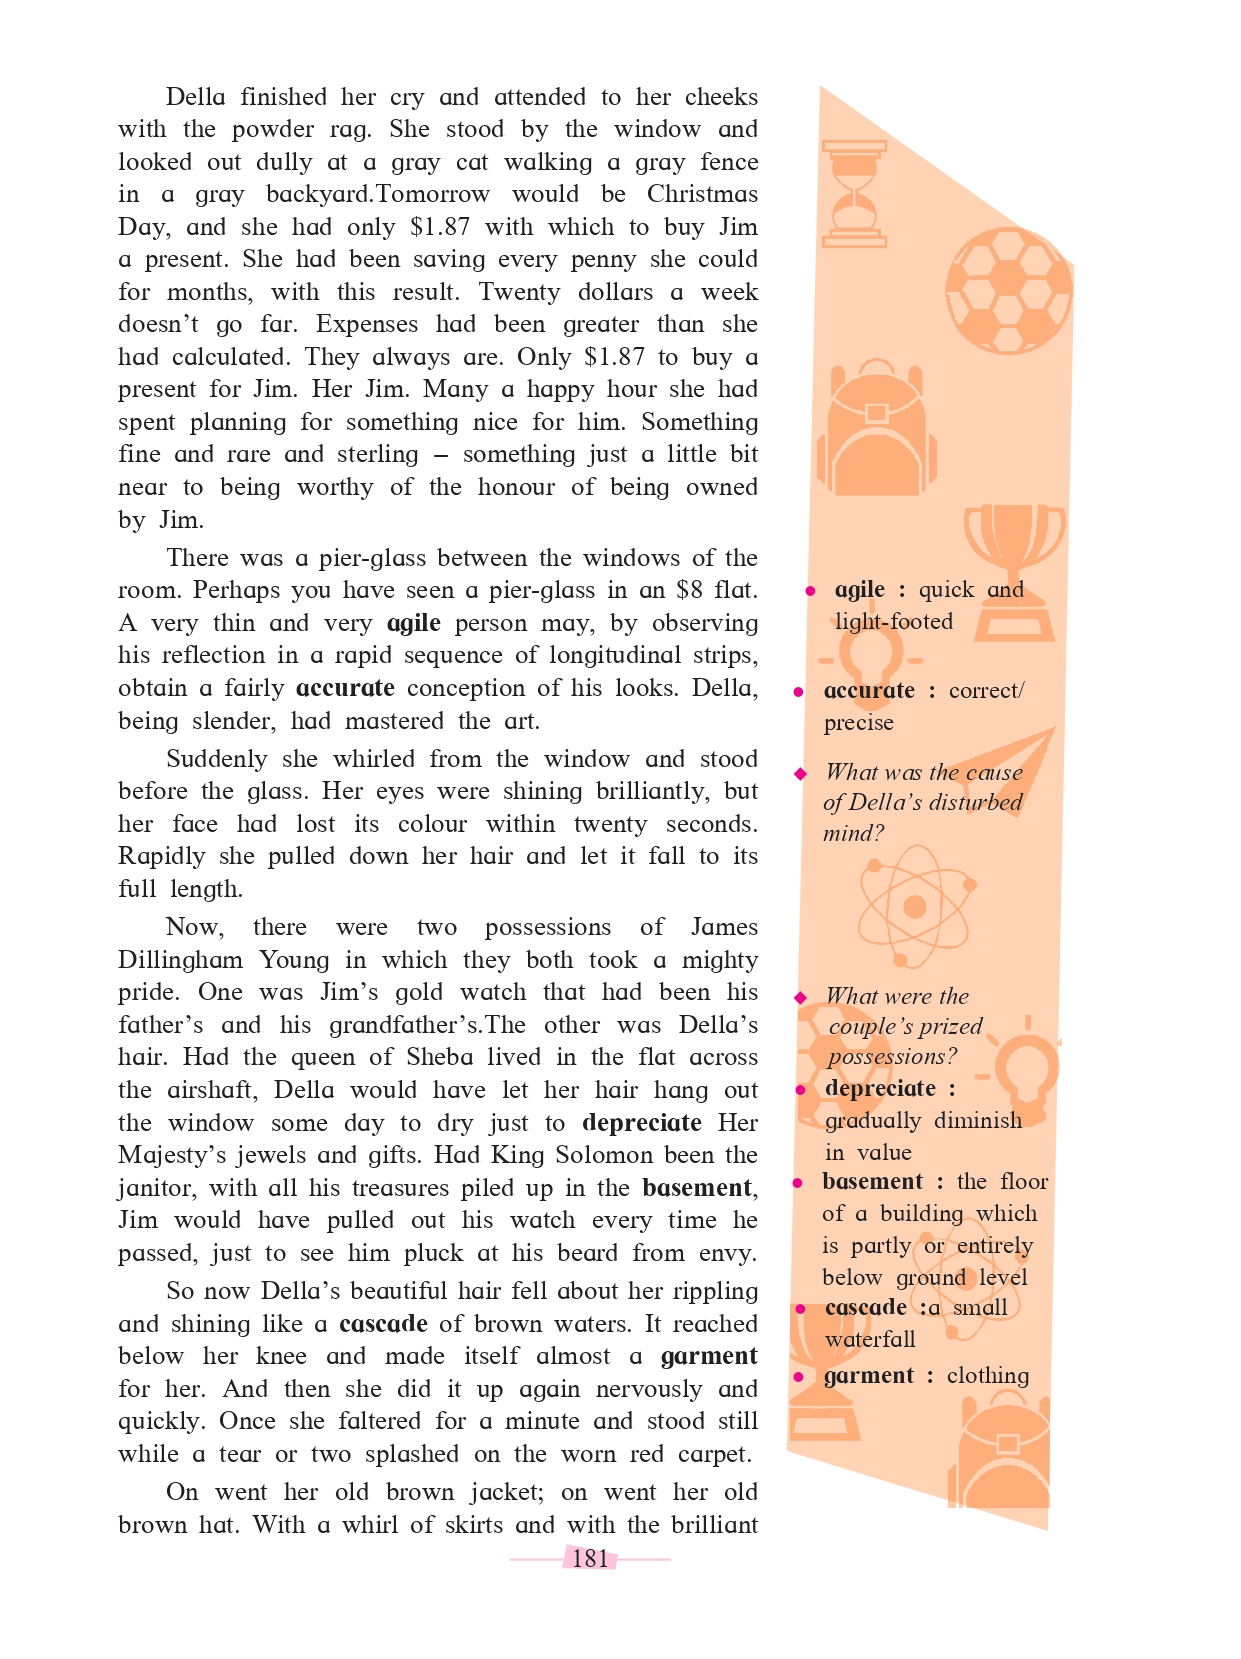 Della finished her cry and attended to her cheeks
with the powder rag. She stood by the window and
looked out dully at a gray cat walking a gray fence
in a gray backyard.Tomorrow would be Christmas
Day, and she had only $1.87 with which to buy Jim
a present. She had been saving every penny she could
for months, with this result. Twenty dollars a week
doesn’t go far. Expenses had been greater than she
had calculated. They always are. Only $1.87 to buy a
present for Jim. Her Jim. Many a happy hour she had
spent planning for something nice for him. Something
fine and rare and sterling – something just a little bit
near to being worthy of the honour of being owned
by Jim.
There was a pier-glass between the windows of the
room. Perhaps you have seen a pier-glass in an $8 flat.
A very thin and very agile person may, by observing
his reflection in a rapid sequence of longitudinal strips,
obtain a fairly accurate conception of his looks. Della,
being slender, had mastered the art.
Suddenly she whirled from the window and stood
before the glass. Her eyes were shining brilliantly, but
her face had lost its colour within twenty seconds.
Rapidly she pulled down her hair and let it fall to its
full length.
Now, there were two possessions of James
Dillingham Young in which they both took a mighty
pride. One was Jim’s gold watch that had been his
father’s and his grandfather’s.The other was Della’s
hair. Had the queen of Sheba lived in the flat across
the airshaft, Della would have let her hair hang out
the window some day to dry just to depreciate Her
Majesty’s jewels and gifts. Had King Solomon been the
janitor, with all his treasures piled up in the basement,
Jim would have pulled out his watch every time he
passed, just to see him pluck at his beard from envy.
So now Della’s beautiful hair fell about her rippling
and shining like a cascade of brown waters. It reached
below her knee and made itself almost a garment
for her. And then she did it up again nervously and
quickly. Once she faltered for a minute and stood still
while a tear or two splashed on the worn red carpet.
On went her old brown jacket; on went her old
brown hat. With a whirl of skirts and with the brilliant
• agile : quick and
light-footed
• accurate : correct/
precise
◆ What was the cause
of Della’s disturbed
mind?
◆ What were the
couple’s prized
possessions?
• depreciate :
gradually diminish
in value
• basement : the floor
of a building which
is partly or entirely
below ground level
• cascade :a small
waterfall
• garment : clothing
181